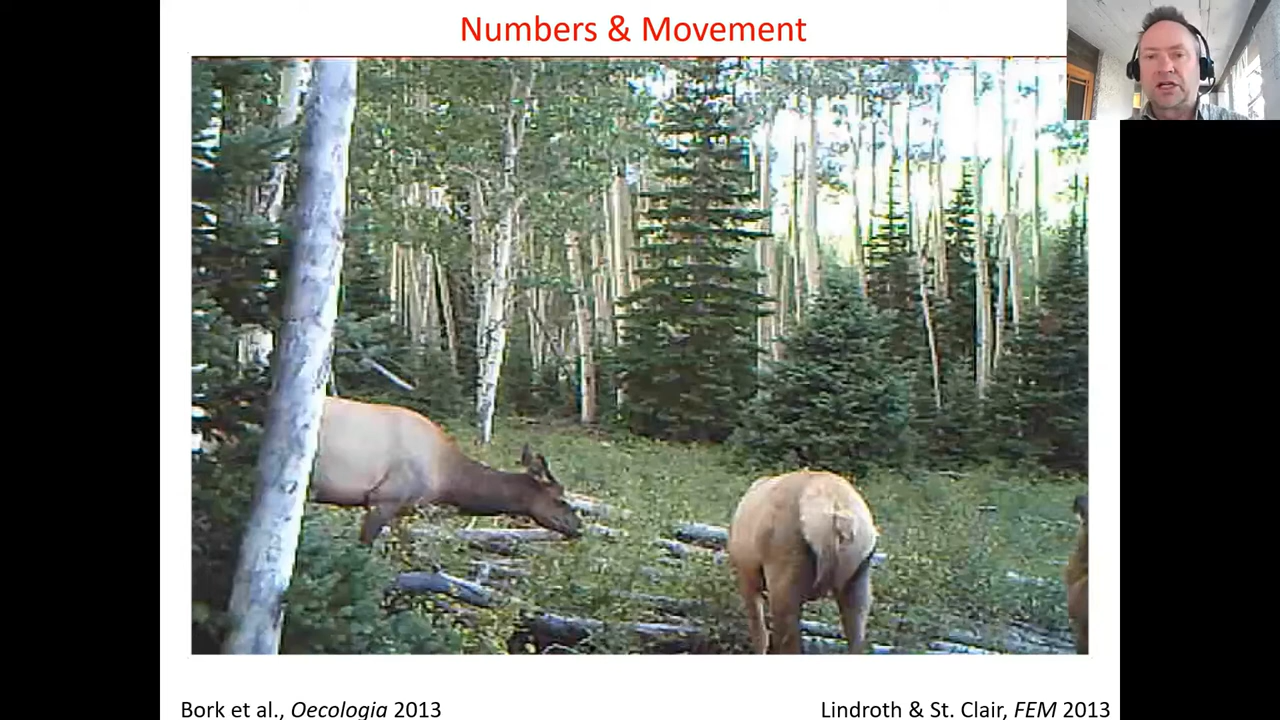 Numbers & Movement
Bork et al., Oecologia 2013
Lindroth & St. Clair, FEM 2013